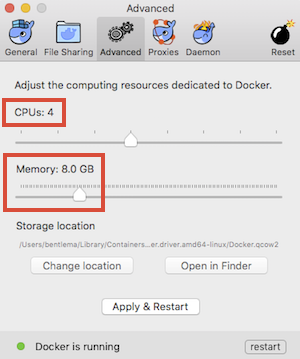 Advanced
General File Sharing Advanced Proxies Daemon Reset
Adjust the computing resources dedicated to Docker.
CPUs: 4
Memory: 8.0 GB
Storage location
/Users/bentlema/Library/Containers...er.driver.amd64-linux/Docker.qcow2
Change location Open in Finder
Apply & Restart
Docker is running restart